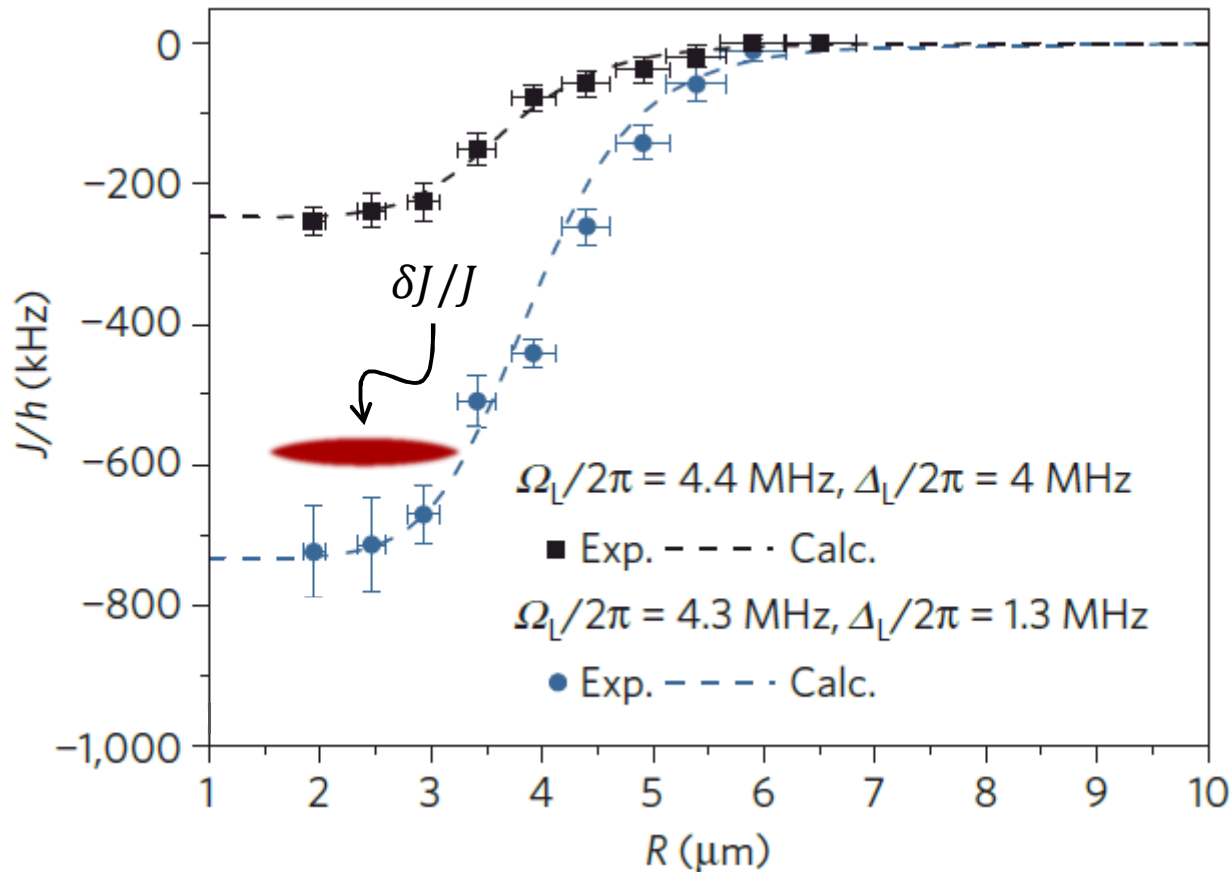 0
−200
−400
−600
−800
−1,000
J/h (kHz)
δJ/J
Ω_L/2π = 4.4 MHz, Δ_L/2π = 4 MHz
Exp. Calc.
Ω_L/2π = 4.3 MHz, Δ_L/2π = 1.3 MHz
Exp. Calc.
1 2 3 4 5 6 7 8 9 10
R (μm)